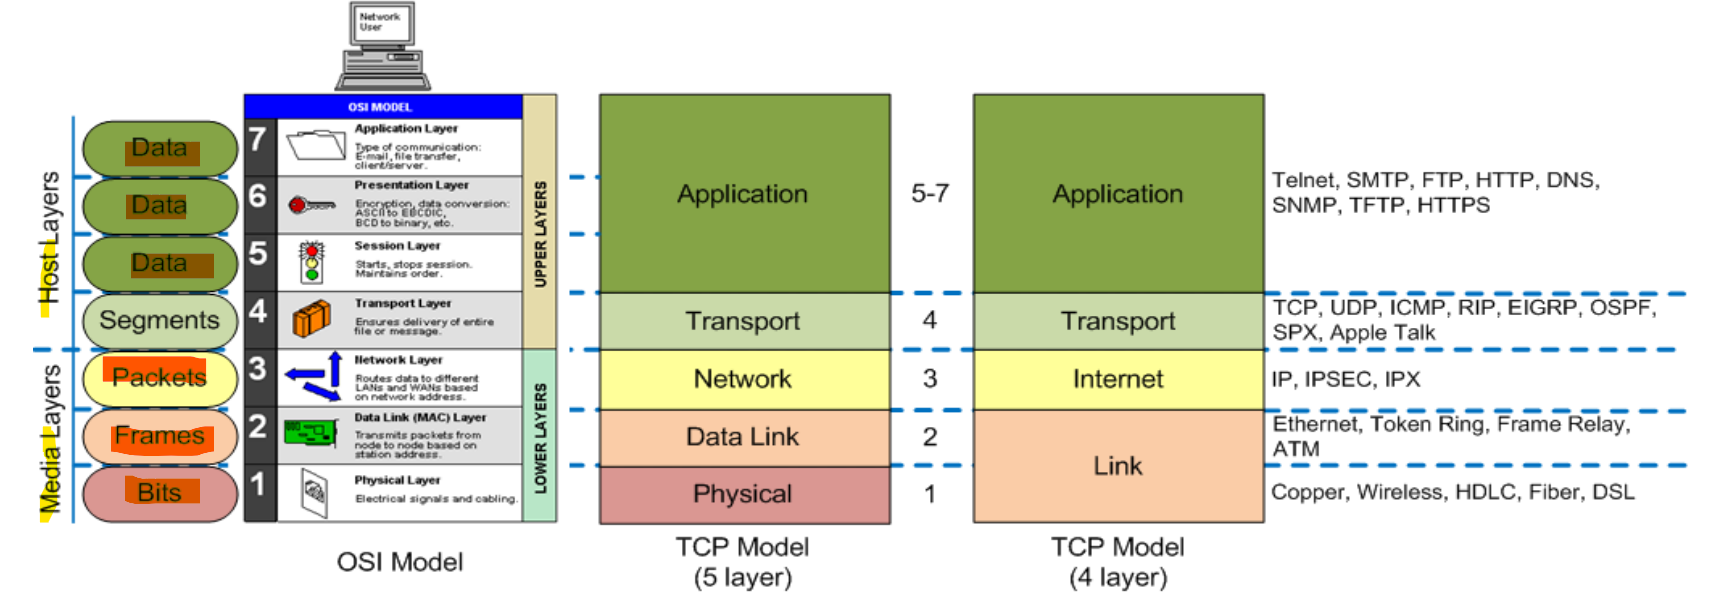 Network
User
OSI MODEL
Host Layers
Media Layers
Data
Data
Data
Segments
Packets
Frames
Bits
7
Application Layer
Type of communication:
E-mail, file transfer,
client/server.
6
Presentation Layer
Encryption, data conversion:
ASCII to EBCDIC,
BCD to binary, etc.
5
Session Layer
Starts, stops session.
Maintains order.
4
Transport Layer
Ensures delivery of entire
file or message.
3
Network Layer
Routes data to different
LANs and WANs based
on network address.
2
Data Link (MAC) Layer
Transmits packets from
node to node based on
station address.
1
Physical Layer
Electrical signals and cabling.
UPPER LAYERS
LOWER LAYERS
OSI Model
Application
Transport
Network
Data Link
Physical
TCP Model
(5 layer)
5-7
4
3
2
1
Application
Transport
Internet
Link
TCP Model
(4 layer)
Telnet, SMTP, FTP, HTTP, DNS,
SNMP, TFTP, HTTPS
TCP, UDP, ICMP, RIP, EIGRP, OSPF,
SPX, Apple Talk
IP, IPSEC, IPX
Ethernet, Token Ring, Frame Relay,
ATM
Copper, Wireless, HDLC, Fiber, DSL